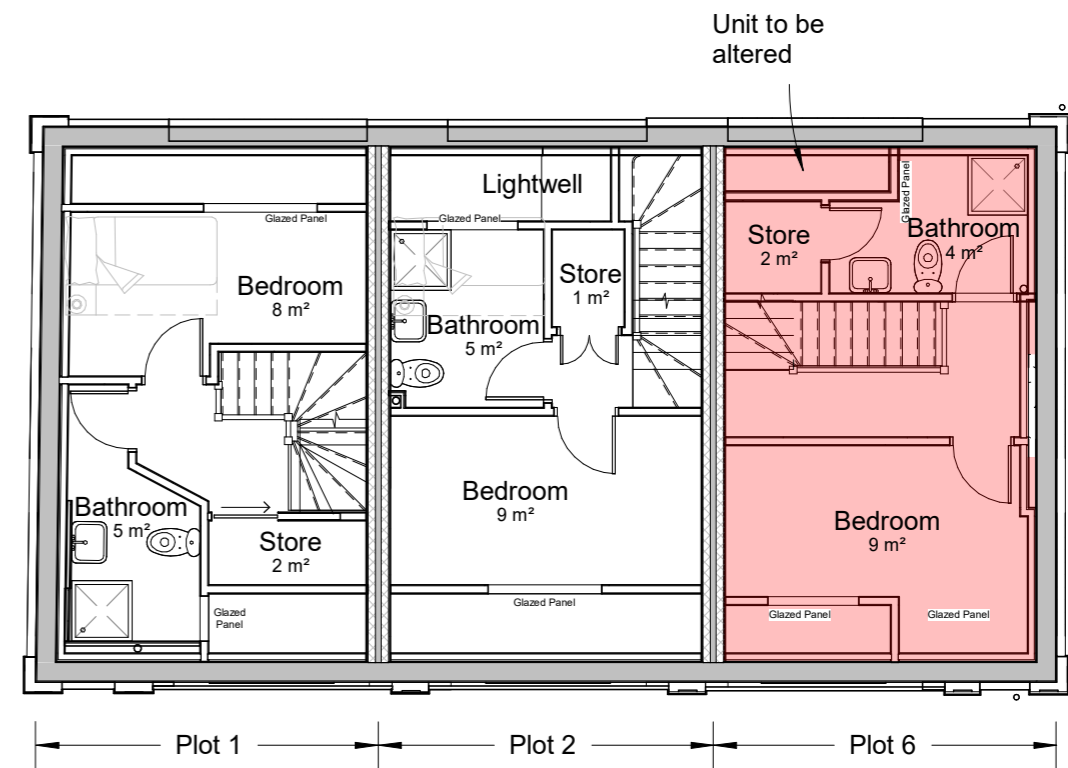 Unit to be
altered
Glazed Panel
Bedroom
8 m²
Bathroom
5 m²
Store
2 m²
Glazed
Panel
Lightwell
Glazed Panel
Store
1 m²
Bathroom
5 m²
Bedroom
9 m²
Glazed Panel
Glazed Panel
Store
2 m²
Bathroom
4 m²
Bedroom
9 m²
Glazed Panel
Glazed Panel
Plot 1
Plot 2
Plot 6